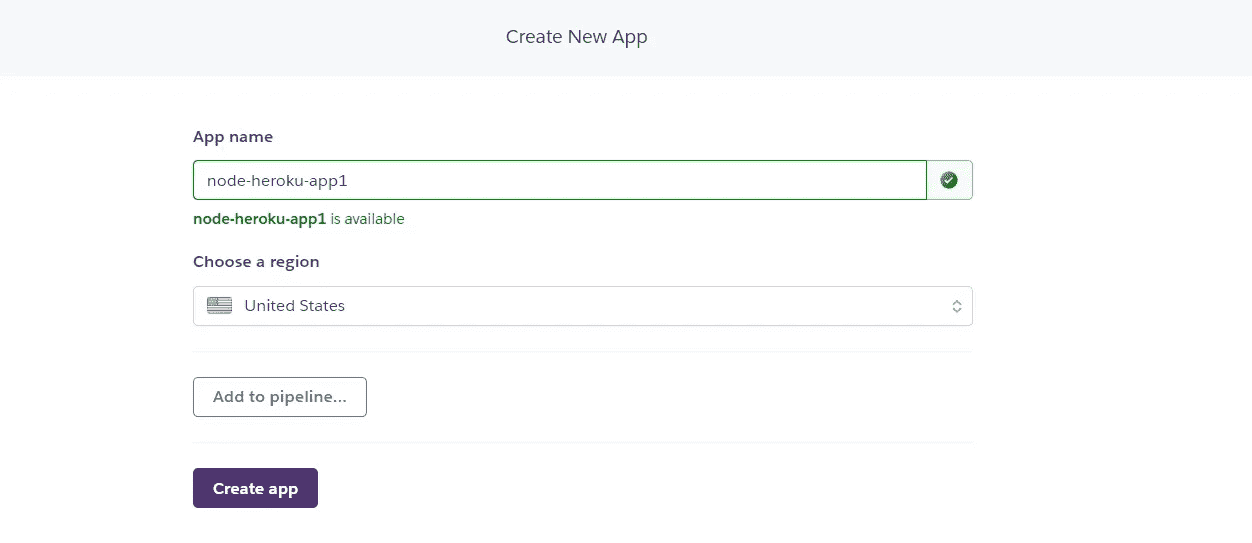 Create New App
App name
node-heroku-app1
node-heroku-app1 is available
Choose a region
United States
Add to pipeline...
Create app